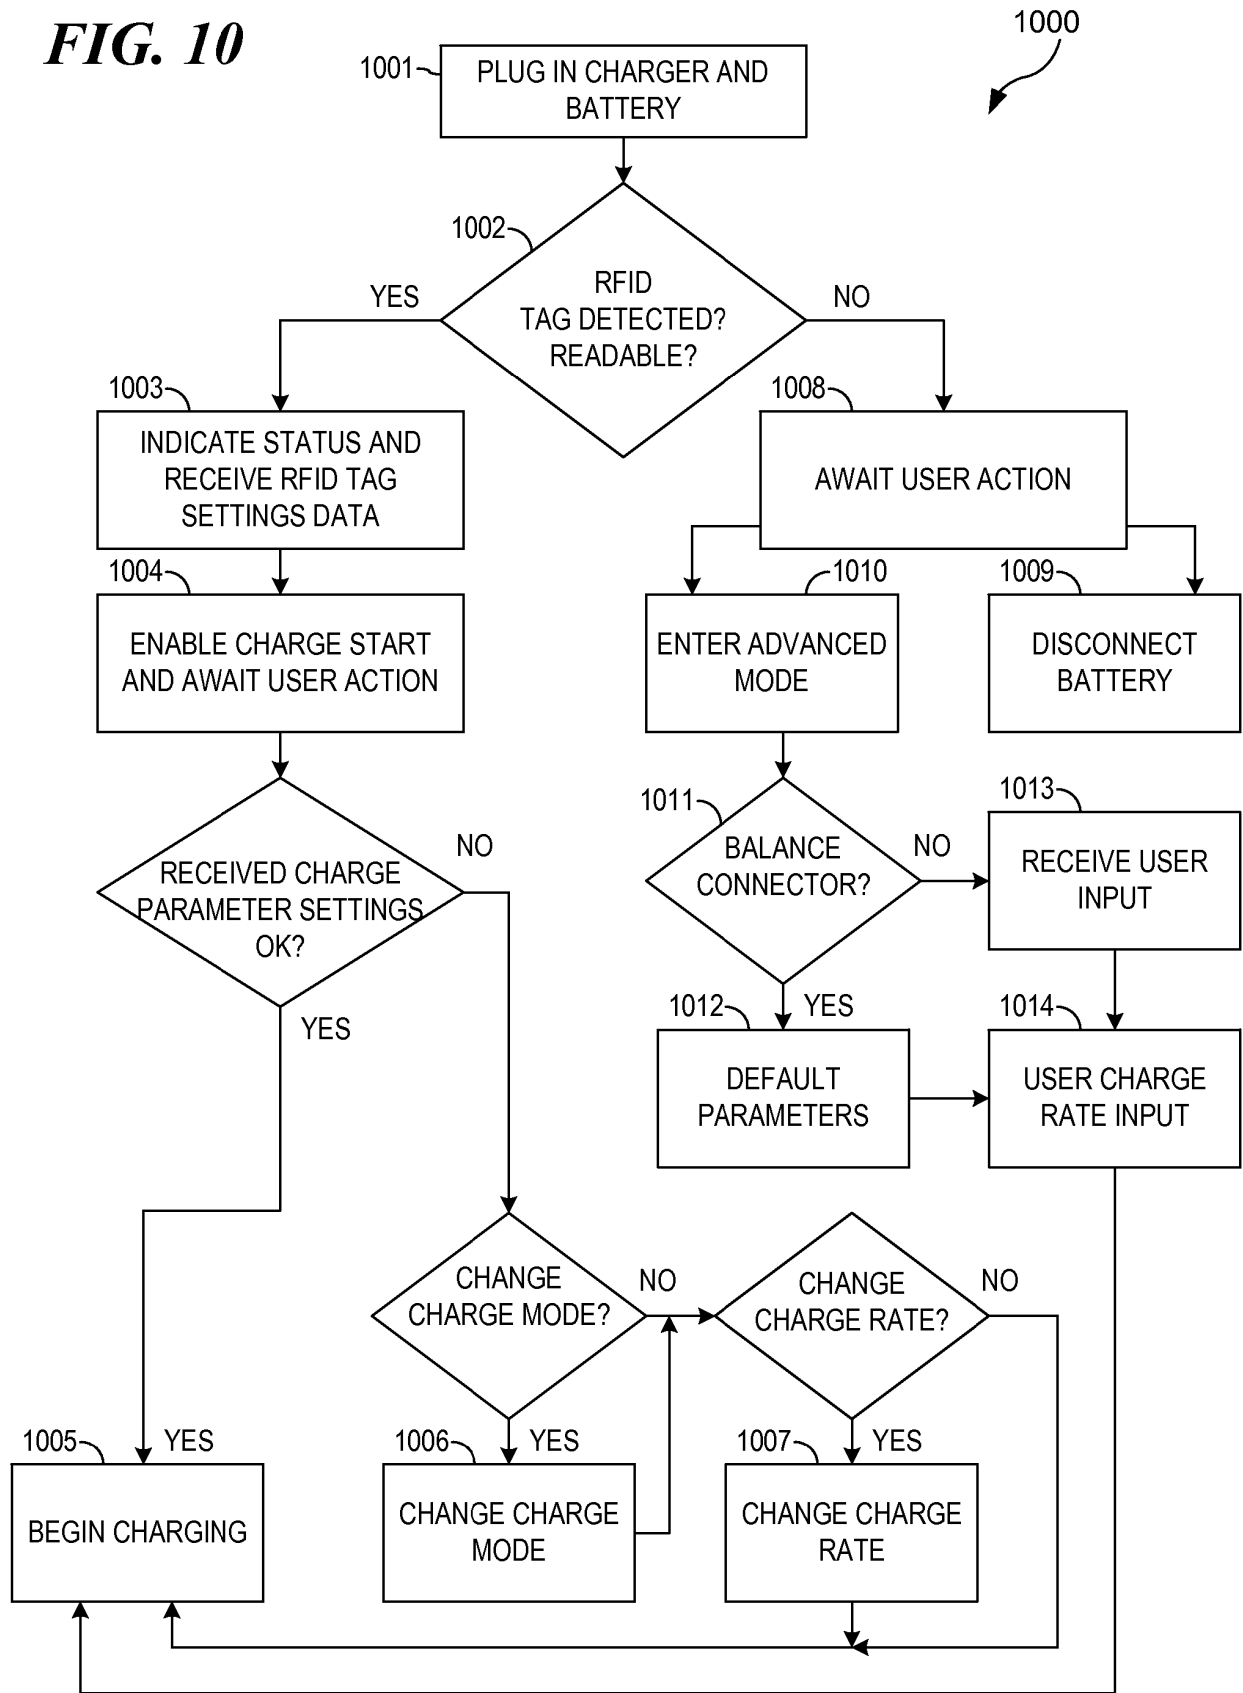 FIG. 10
1000
1001
PLUG IN CHARGER AND
BATTERY
1002
RFID
TAG DETECTED?
READABLE?
YES
NO
1003
INDICATE STATUS AND
RECEIVE RFID TAG
SETTINGS DATA
1008
AWAIT USER ACTION
1004
ENABLE CHARGE START
AND AWAIT USER ACTION
1010
ENTER ADVANCED
MODE
1009
DISCONNECT
BATTERY
RECEIVED CHARGE
PARAMETER SETTINGS
OK?
NO
YES
1011
BALANCE
CONNECTOR?
NO
YES
1013
RECEIVE USER
INPUT
1012
DEFAULT
PARAMETERS
1014
USER CHARGE
RATE INPUT
CHANGE
CHARGE MODE?
NO
YES
CHANGE
CHARGE RATE?
NO
YES
1005
YES
BEGIN CHARGING
1006
CHANGE CHARGE
MODE
1007
CHANGE CHARGE
RATE